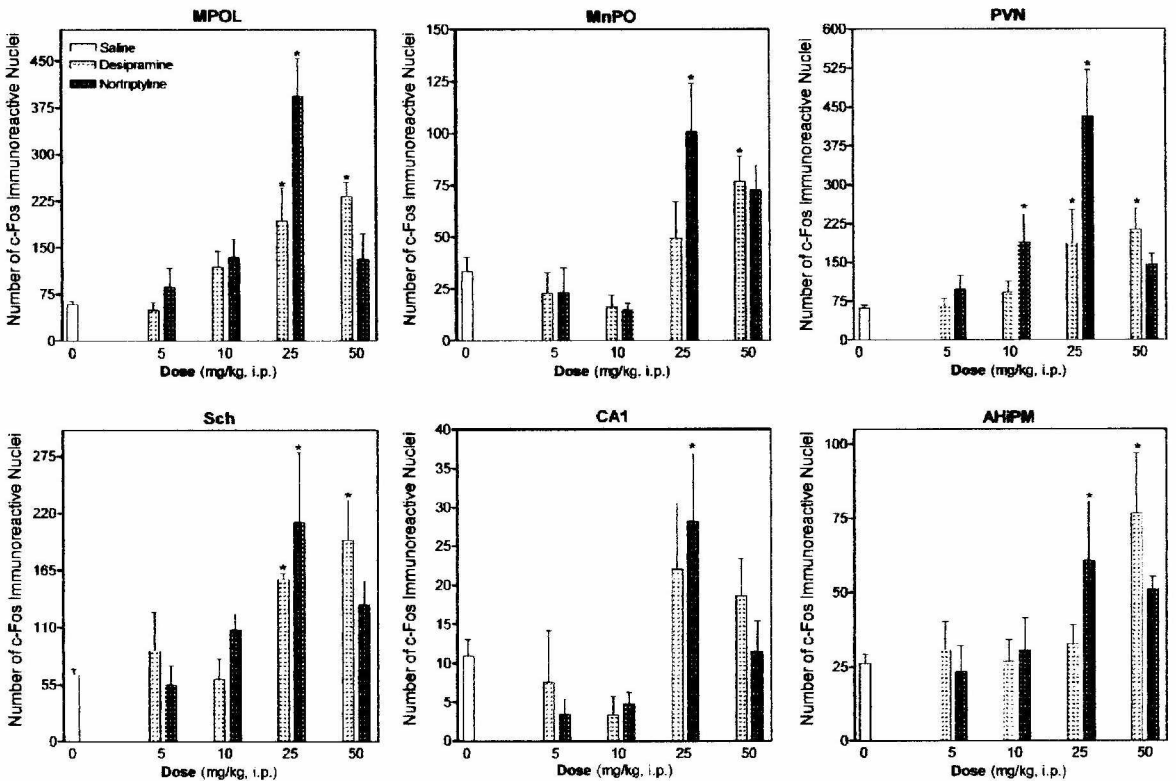 MPOL
Number of c-Fos Immunoreactive Nuclei
450
375
300
225
150
75
0
Saline
Desipramine
Nortriptyline
*
*
*
0 5 10 25 50
Dose (mg/kg, i.p.)
MnPO
Number of c-Fos Immunoreactive Nuclei
150
125
100
75
50
25
0
*
*
0 5 10 25 50
Dose (mg/kg, i.p.)
PVN
Number of c-Fos Immunoreactive Nuclei
600
525
450
375
300
225
150
75
0
*
*
*
*
0 5 10 25 50
Dose (mg/kg, i.p.)
Sch
Number of c-Fos Immunoreactive Nuclei
275
220
165
110
55
0
*
*
*
0 5 10 25 50
Dose (mg/kg, i.p.)
CA1
Number of c-Fos Immunoreactive Nuclei
40
35
30
25
20
15
10
5
0
*
0 5 10 25 50
Dose (mg/kg, i.p.)
AHiPM
Number of c-Fos Immunoreactive Nuclei
100
75
50
25
0
*
*
0 5 10 25 50
Dose (mg/kg, i.p.)